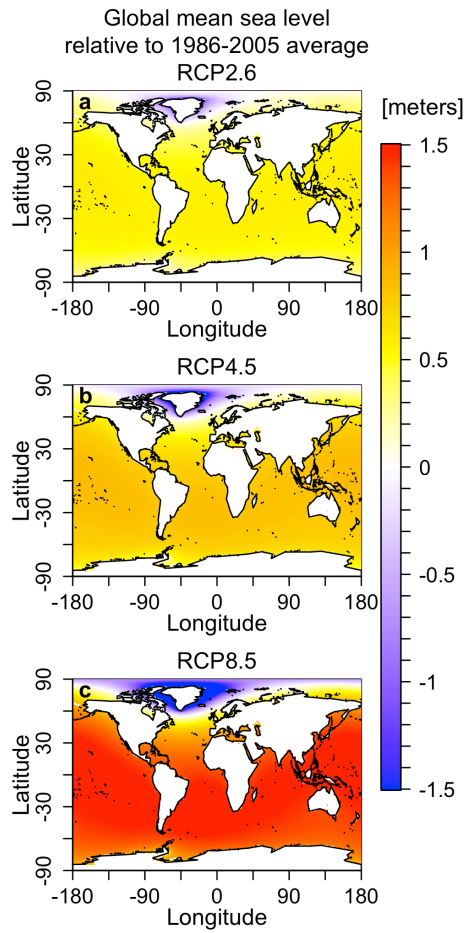 Global mean sea level
relative to 1986-2005 average
RCP2.6
a
[meters]
90
30
-30
-90
Latitude
-180
-90
0
90
180
Longitude
1.5
1
0.5
0
-0.5
-1
-1.5
RCP4.5
b
90
30
-30
-90
Latitude
-180
-90
0
90
180
Longitude
RCP8.5
c
90
30
-30
-90
Latitude
-180
-90
0
90
180
Longitude